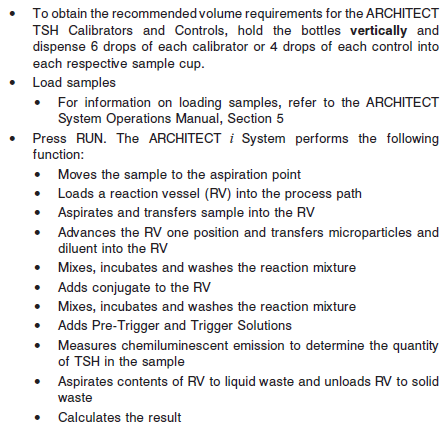 • To obtain the recommended volume requirements for the ARCHITECT
TSH Calibrators and Controls, hold the bottles vertically and
dispense 6 drops of each calibrator or 4 drops of each control into
each respective sample cup.
• Load samples
• For information on loading samples, refer to the ARCHITECT
System Operations Manual, Section 5
• Press RUN. The ARCHITECT i System performs the following
function:
• Moves the sample to the aspiration point
• Loads a reaction vessel (RV) into the process path
• Aspirates and transfers sample into the RV
• Advances the RV one position and transfers microparticles and
diluent into the RV
• Mixes, incubates and washes the reaction mixture
• Adds conjugate to the RV
• Mixes, incubates and washes the reaction mixture
• Adds Pre-Trigger and Trigger Solutions
• Measures chemiluminescent emission to determine the quantity
of TSH in the sample
• Aspirates contents of RV to liquid waste and unloads RV to solid
waste
• Calculates the result